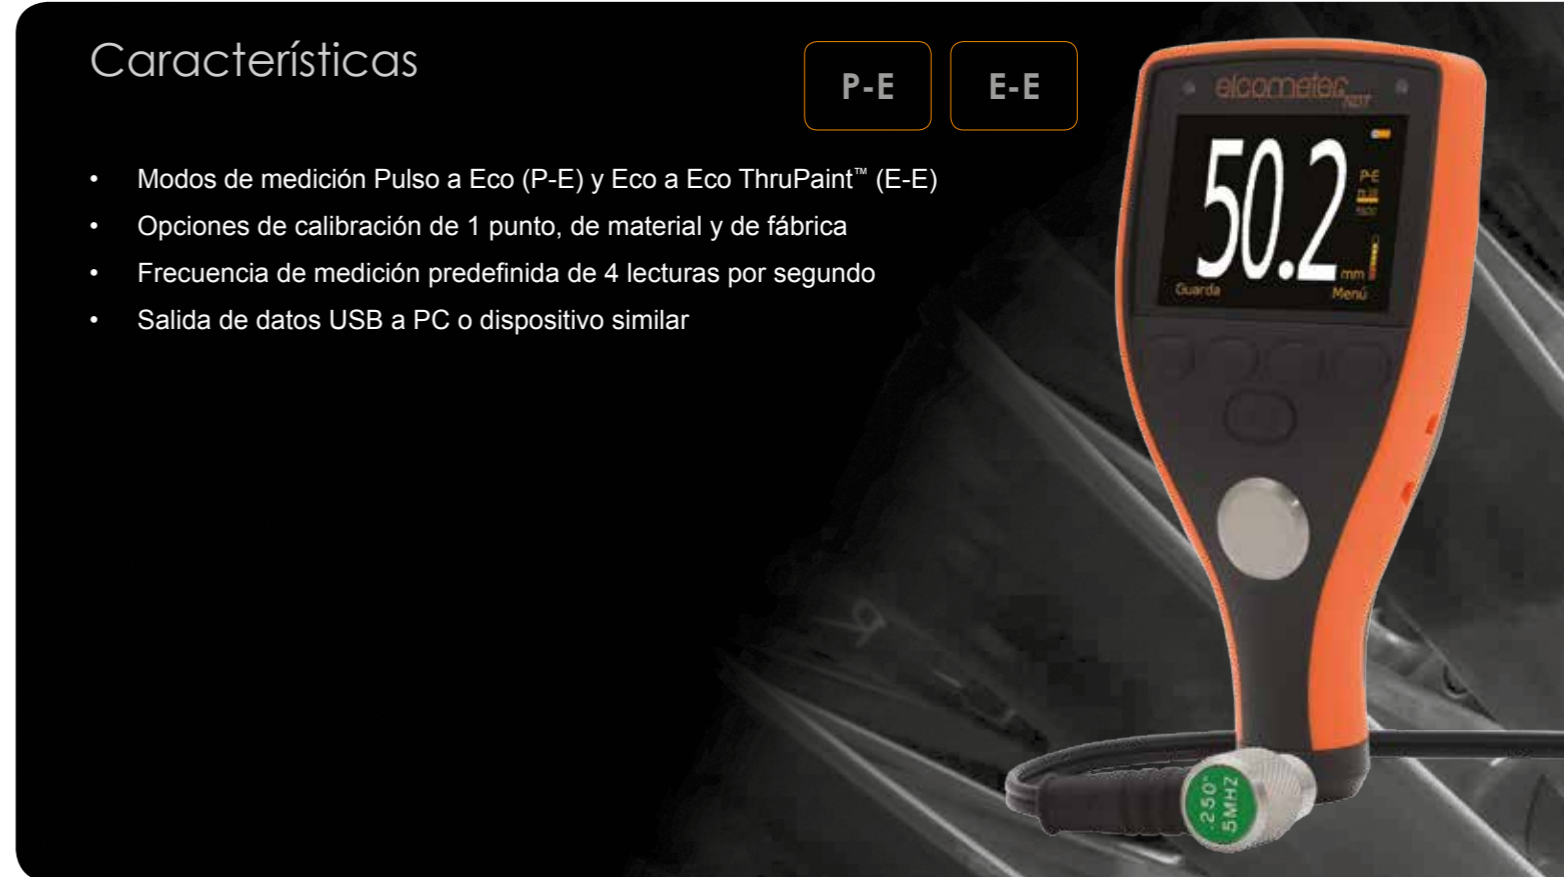 Características
P-E
E-E
• Modos de medición Pulso a Eco (P-E) y Eco a Eco ThruPaint™ (E-E)
• Opciones de calibración de 1 punto, de material y de fábrica
• Frecuencia de medición predefinida de 4 lecturas por segundo
• Salida de datos USB a PC o dispositivo similar
elcometer
NDT
50.2
P-E
mm
Guarda
Menú
.250"
5MHZ